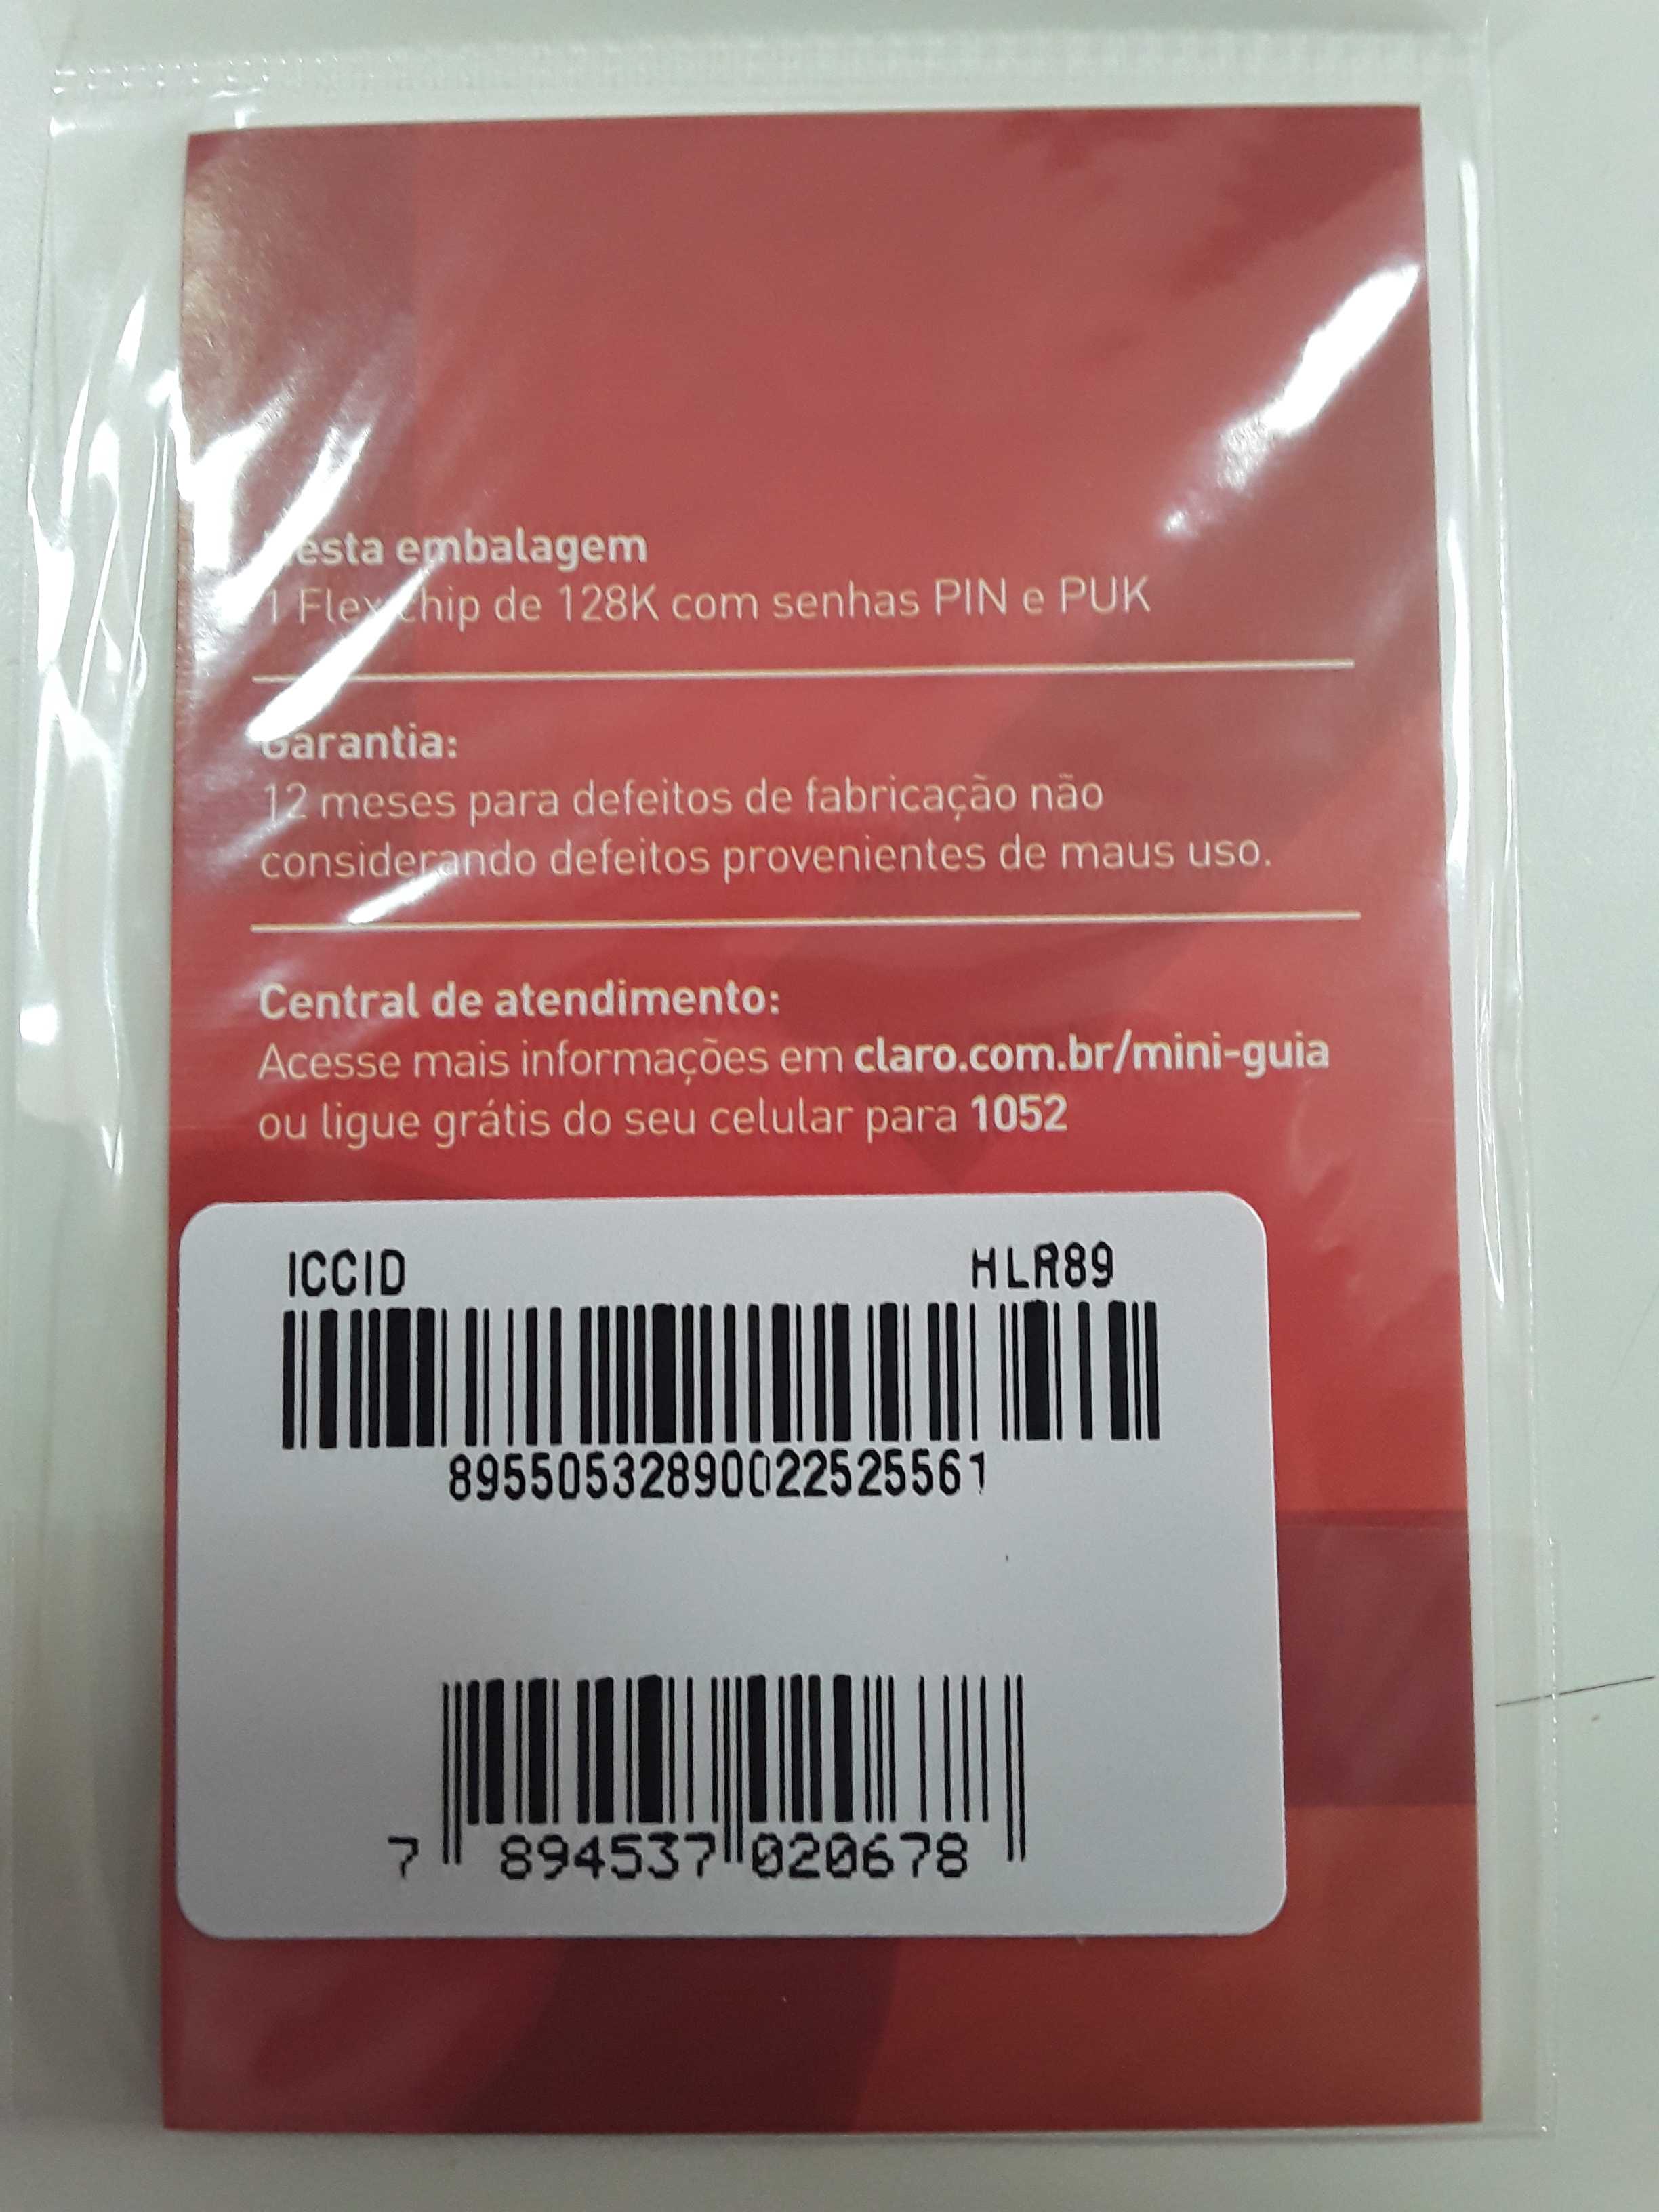 Nesta embalagem
1 Flex chip de 128K com senhas PIN e PUK
Garantia:
12 meses para defeitos de fabricação não
considerando defeitos provenientes de maus uso.
Central de atendimento:
Acesse mais informações em claro.com.br/mini-guia
ou ligue grátis do seu celular para 1052
ICCID HLR89
89550532890022525561
7 894537 020678